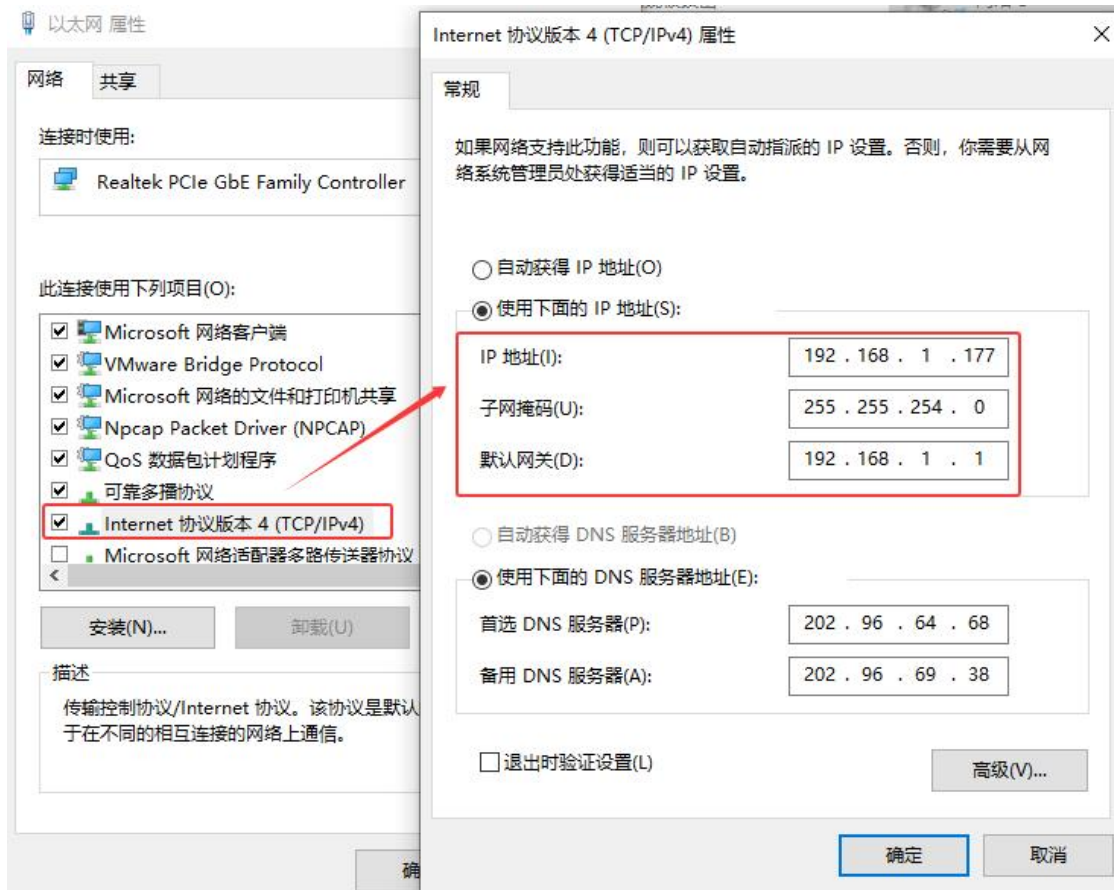 以太网 属性
网络
共享
连接时使用:
Realtek PCIe GbE Family Controller
此连接使用下列项目(O):
Microsoft 网络客户端
VMware Bridge Protocol
Microsoft 网络的文件和打印机共享
Npcap Packet Driver (NPCAP)
QoS 数据包计划程序
可靠多播协议
Internet 协议版本 4 (TCP/IPv4)
Microsoft 网络适配器多路传送器协议
安装(N)...
卸载(U)
描述
传输控制协议/Internet 协议。该协议是默认
于在不同的相互连接的网络上通信。
确
Internet 协议版本 4 (TCP/IPv4) 属性
常规
如果网络支持此功能，则可以获取自动指派的 IP 设置。否则，你需要从网
络系统管理员处获得适当的 IP 设置。
自动获得 IP 地址(O)
使用下面的 IP 地址(S):
IP 地址(I): 192 . 168 . 1 . 177
子网掩码(U): 255 . 255 . 254 . 0
默认网关(D): 192 . 168 . 1 . 1
自动获得 DNS 服务器地址(B)
使用下面的 DNS 服务器地址(E):
首选 DNS 服务器(P): 202 . 96 . 64 . 68
备用 DNS 服务器(A): 202 . 96 . 69 . 38
退出时验证设置(L)
高级(V)...
确定
取消